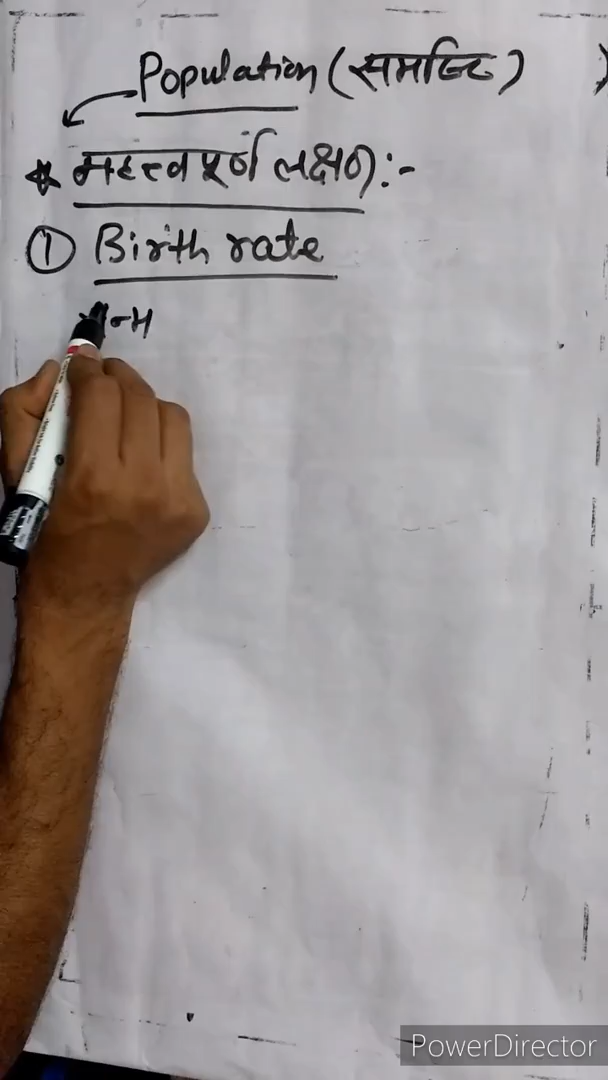 Population (समष्टि)
* महत्त्वपूर्ण लक्षण :-
① Birth rate
PowerDirector